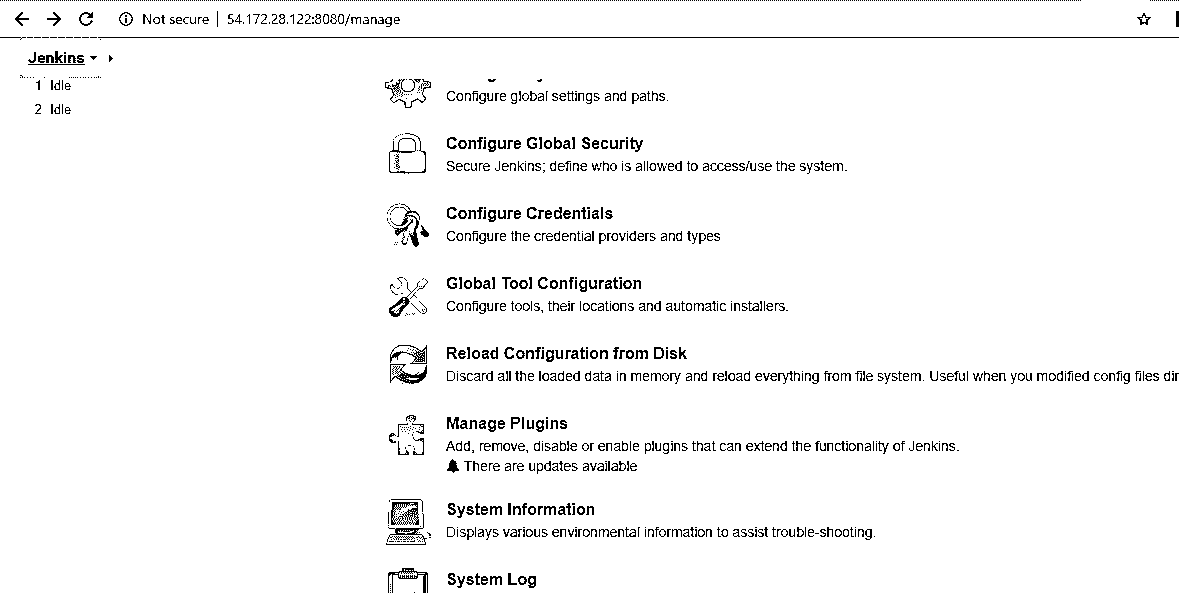 Not secure 54.172.28.122:8080/manage
Jenkins
1 Idle
2 Idle
Configure global settings and paths.
Configure Global Security
Secure Jenkins; define who is allowed to access/use the system.
Configure Credentials
Configure the credential providers and types
Global Tool Configuration
Configure tools, their locations and automatic installers.
Reload Configuration from Disk
Discard all the loaded data in memory and reload everything from file system. Useful when you modified config files dir
Manage Plugins
Add, remove, disable or enable plugins that can extend the functionality of Jenkins.
There are updates available
System Information
Displays various environmental information to assist trouble-shooting.
System Log